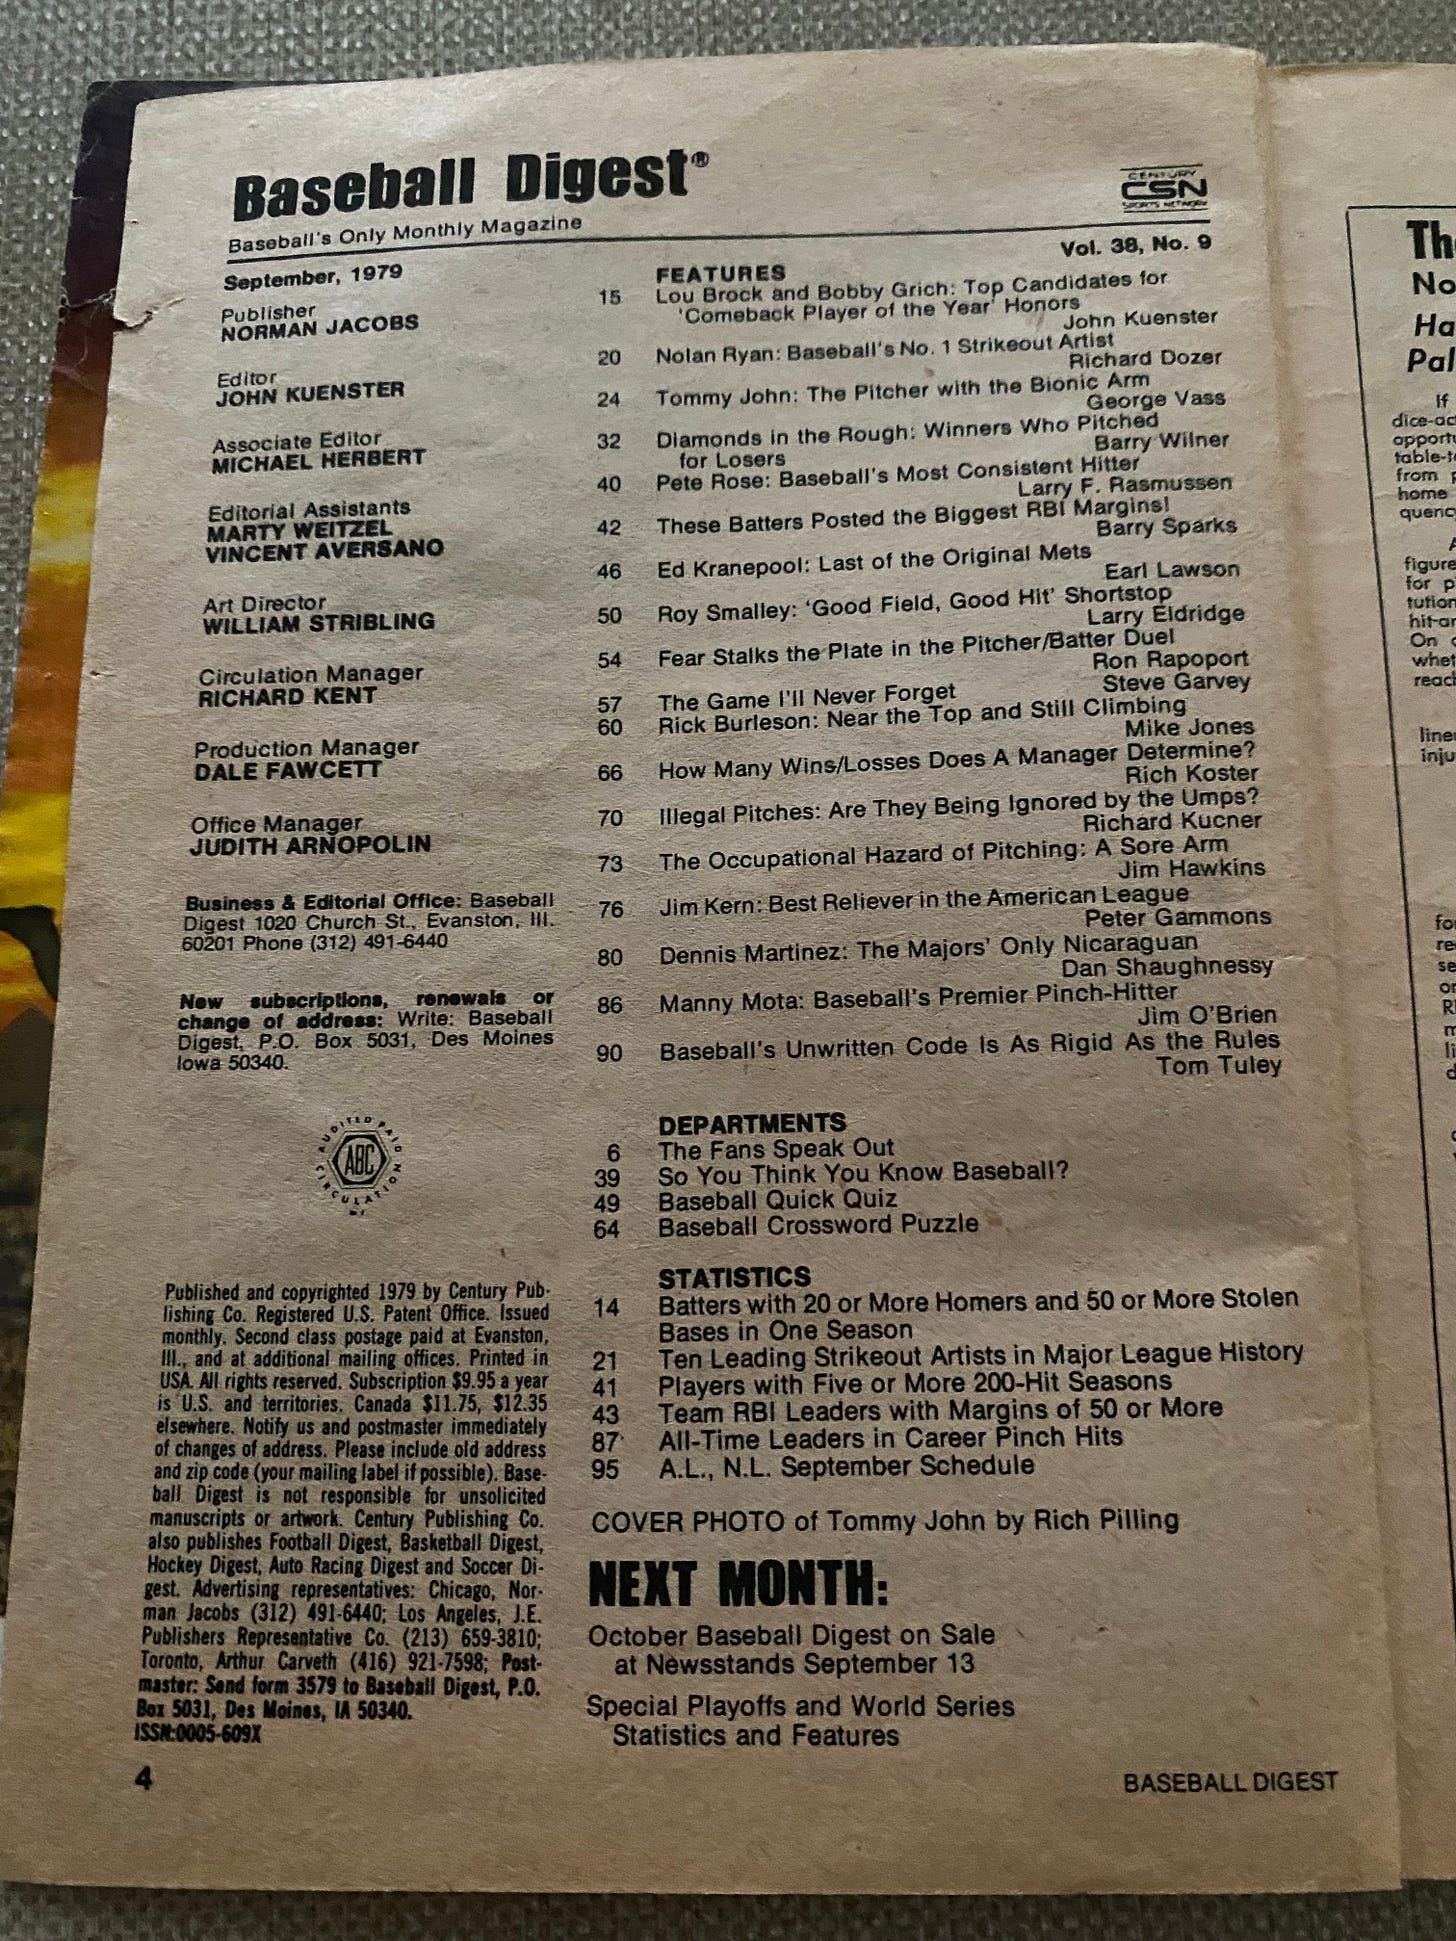 Baseball Digest®
Baseball's Only Monthly Magazine
CENTURY
CSN
SPORTS NETWORK
Vol. 38, No. 9
September, 1979
Publisher
NORMAN JACOBS
Editor
JOHN KUENSTER
Associate Editor
MICHAEL HERBERT
Editorial Assistants
MARTY WEITZEL
VINCENT AVERSANO
Art Director
WILLIAM STRIBLING
Circulation Manager
RICHARD KENT
Production Manager
DALE FAWCETT
Office Manager
JUDITH ARNOPOLIN
Business & Editorial Office: Baseball
Digest 1020 Church St., Evanston, Ill.
60201 Phone (312) 491-6440
New subscriptions, renewals or
change of address: Write: Baseball
Digest, P.O. Box 5031, Des Moines
Iowa 50340.
AUDITED PAID CIRCULATION
ABC
Published and copyrighted 1979 by Century Pub-
lishing Co. Registered U.S. Patent Office. Issued
monthly. Second class postage paid at Evanston,
Ill., and at additional mailing offices. Printed in
USA. All rights reserved. Subscription $9.95 a year
is U.S. and territories. Canada $11.75, $12.35
elsewhere. Notify us and postmaster immediately
of changes of address. Please include old address
and zip code (your mailing label if possible). Base-
ball Digest is not responsible for unsolicited
manuscripts or artwork. Century Publishing Co.
also publishes Football Digest, Basketball Digest,
Hockey Digest, Auto Racing Digest and Soccer Di-
gest. Advertising representatives: Chicago, Nor-
man Jacobs (312) 491-6440; Los Angeles, J.E.
Publishers Representative Co. (213) 659-3810;
Toronto, Arthur Carveth (416) 921-7598; Post-
master: Send form 3579 to Baseball Digest, P.O.
Box 5031, Des Moines, IA 50340.
ISSN:0005-609X
FEATURES
15 Lou Brock and Bobby Grich: Top Candidates for
'Comeback Player of the Year' Honors
John Kuenster
20 Nolan Ryan: Baseball's No. 1 Strikeout Artist
Richard Dozer
24 Tommy John: The Pitcher with the Bionic Arm
George Vass
32 Diamonds in the Rough: Winners Who Pitched
for Losers Barry Wilner
40 Pete Rose: Baseball's Most Consistent Hitter
Larry F. Rasmussen
42 These Batters Posted the Biggest RBI Margins!
Barry Sparks
46 Ed Kranepool: Last of the Original Mets
Earl Lawson
50 Roy Smalley: 'Good Field, Good Hit' Shortstop
Larry Eldridge
54 Fear Stalks the Plate in the Pitcher/Batter Duel
Ron Rapoport
57 The Game I'll Never Forget Steve Garvey
60 Rick Burleson: Near the Top and Still Climbing
Mike Jones
66 How Many Wins/Losses Does A Manager Determine?
Rich Koster
70 Illegal Pitches: Are They Being Ignored by the Umps?
Richard Kucner
73 The Occupational Hazard of Pitching: A Sore Arm
Jim Hawkins
76 Jim Kern: Best Reliever in the American League
Peter Gammons
80 Dennis Martinez: The Majors' Only Nicaraguan
Dan Shaughnessy
86 Manny Mota: Baseball's Premier Pinch-Hitter
Jim O'Brien
90 Baseball's Unwritten Code Is As Rigid As the Rules
Tom Tuley
DEPARTMENTS
6 The Fans Speak Out
39 So You Think You Know Baseball?
49 Baseball Quick Quiz
64 Baseball Crossword Puzzle
STATISTICS
14 Batters with 20 or More Homers and 50 or More Stolen
Bases in One Season
21 Ten Leading Strikeout Artists in Major League History
41 Players with Five or More 200-Hit Seasons
43 Team RBI Leaders with Margins of 50 or More
87 All-Time Leaders in Career Pinch Hits
95 A.L., N.L. September Schedule
COVER PHOTO of Tommy John by Rich Pilling
NEXT MONTH:
October Baseball Digest on Sale
at Newsstands September 13
Special Playoffs and World Series
Statistics and Features
4
BASEBALL DIGEST
If
table-t
from
home
figure
for p
hit-ar
On